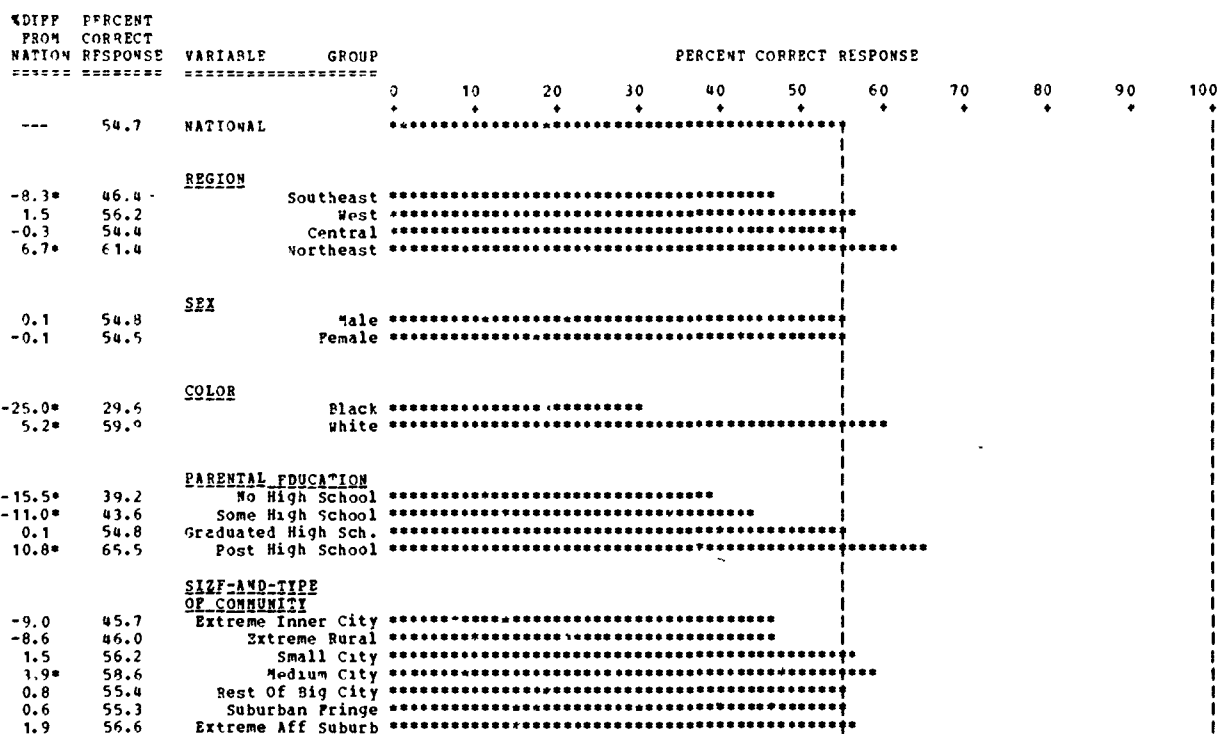 %DIFF PERCENT
FROM CORRECT
NATION RESPONSE VARIABLE GROUP PERCENT CORRECT RESPONSE
====== ======== ====================
0 10 20 30 40 50 60 70 80 90 100
+ + + + + + + + + + +
--- 54.7 NATIONAL ********************************************************
REGION
-8.3* 46.4 Southeast ***********************************************
1.5 56.2 West *********************************************************
-0.3 54.4 Central ********************************************************
6.7* 61.4 Northeast **************************************************************
SEX
0.1 54.8 Male ********************************************************
-0.1 54.5 Female ********************************************************
COLOR
-25.0* 29.6 Black *******************************
5.2* 59.9 White *************************************************************
PARENTAL EDUCATION
-15.5* 39.2 No High School ****************************************
-11.0* 43.6 Some High School *********************************************
0.1 54.8 Graduated High Sch. ********************************************************
10.8* 65.5 Post High School ******************************************************************
SIZE-AND-TYPE
OF COMMUNITY
-9.0 45.7 Extreme Inner City ***********************************************
-8.6 46.0 Extreme Rural ***********************************************
1.5 56.2 Small City *********************************************************
3.9* 58.6 Medium City ************************************************************
0.8 55.4 Rest Of Big City ********************************************************
0.6 55.3 Suburban Fringe ********************************************************
1.9 56.6 Extreme Aff Suburb *********************************************************